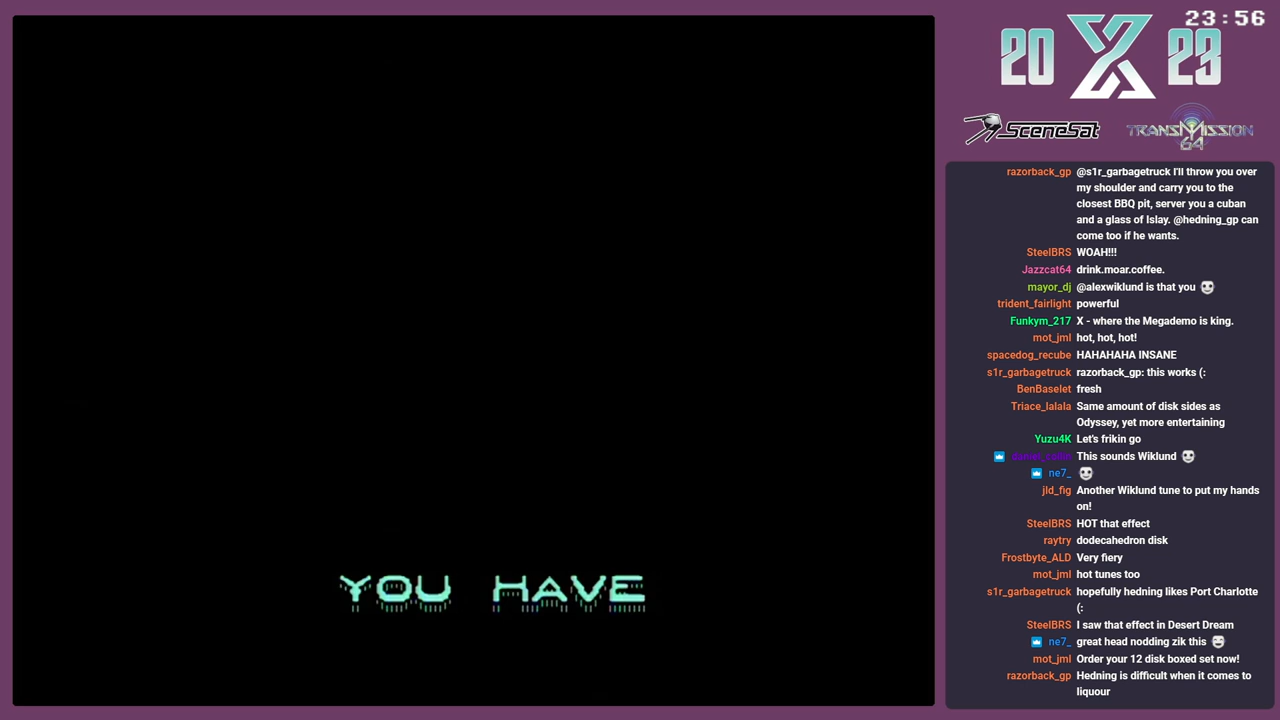 YOU HAVE
23:56
20 X 23
SCENESAT
TRANSMISSION
64
razorback_gp @s1r_garbagetruck I'll throw you over
my shoulder and carry you to the
closest BBQ pit, server you a cuban
and a glass of Islay. @hedning_gp can
come too if he wants.
SteelBRS WOAH!!!
Jazzcat64 drink.moar.coffee.
mayor_dj @alexwiklund is that you
trident_fairlight powerful
Funkym_217 X - where the Megademo is king.
mot_jml hot, hot, hot!
spacedog_recube HAHAHAHA INSANE
s1r_garbagetruck razorback_gp: this works (:
BenBaselet fresh
Triace_lalala Same amount of disk sides as
Odyssey, yet more entertaining
Yuzu4K Let's frikin go
This sounds Wiklund
ne7_
jld_fig Another Wiklund tune to put my hands
on!
SteelBRS HOT that effect
raytry dodecahedron disk
Frostbyte_ALD Very fiery
mot_jml hot tunes too
s1r_garbagetruck hopefully hedning likes Port Charlotte
(:
SteelBRS I saw that effect in Desert Dream
ne7_ great head nodding zik this
mot_jml Order your 12 disk boxed set now!
razorback_gp Hedning is difficult when it comes to
liquour